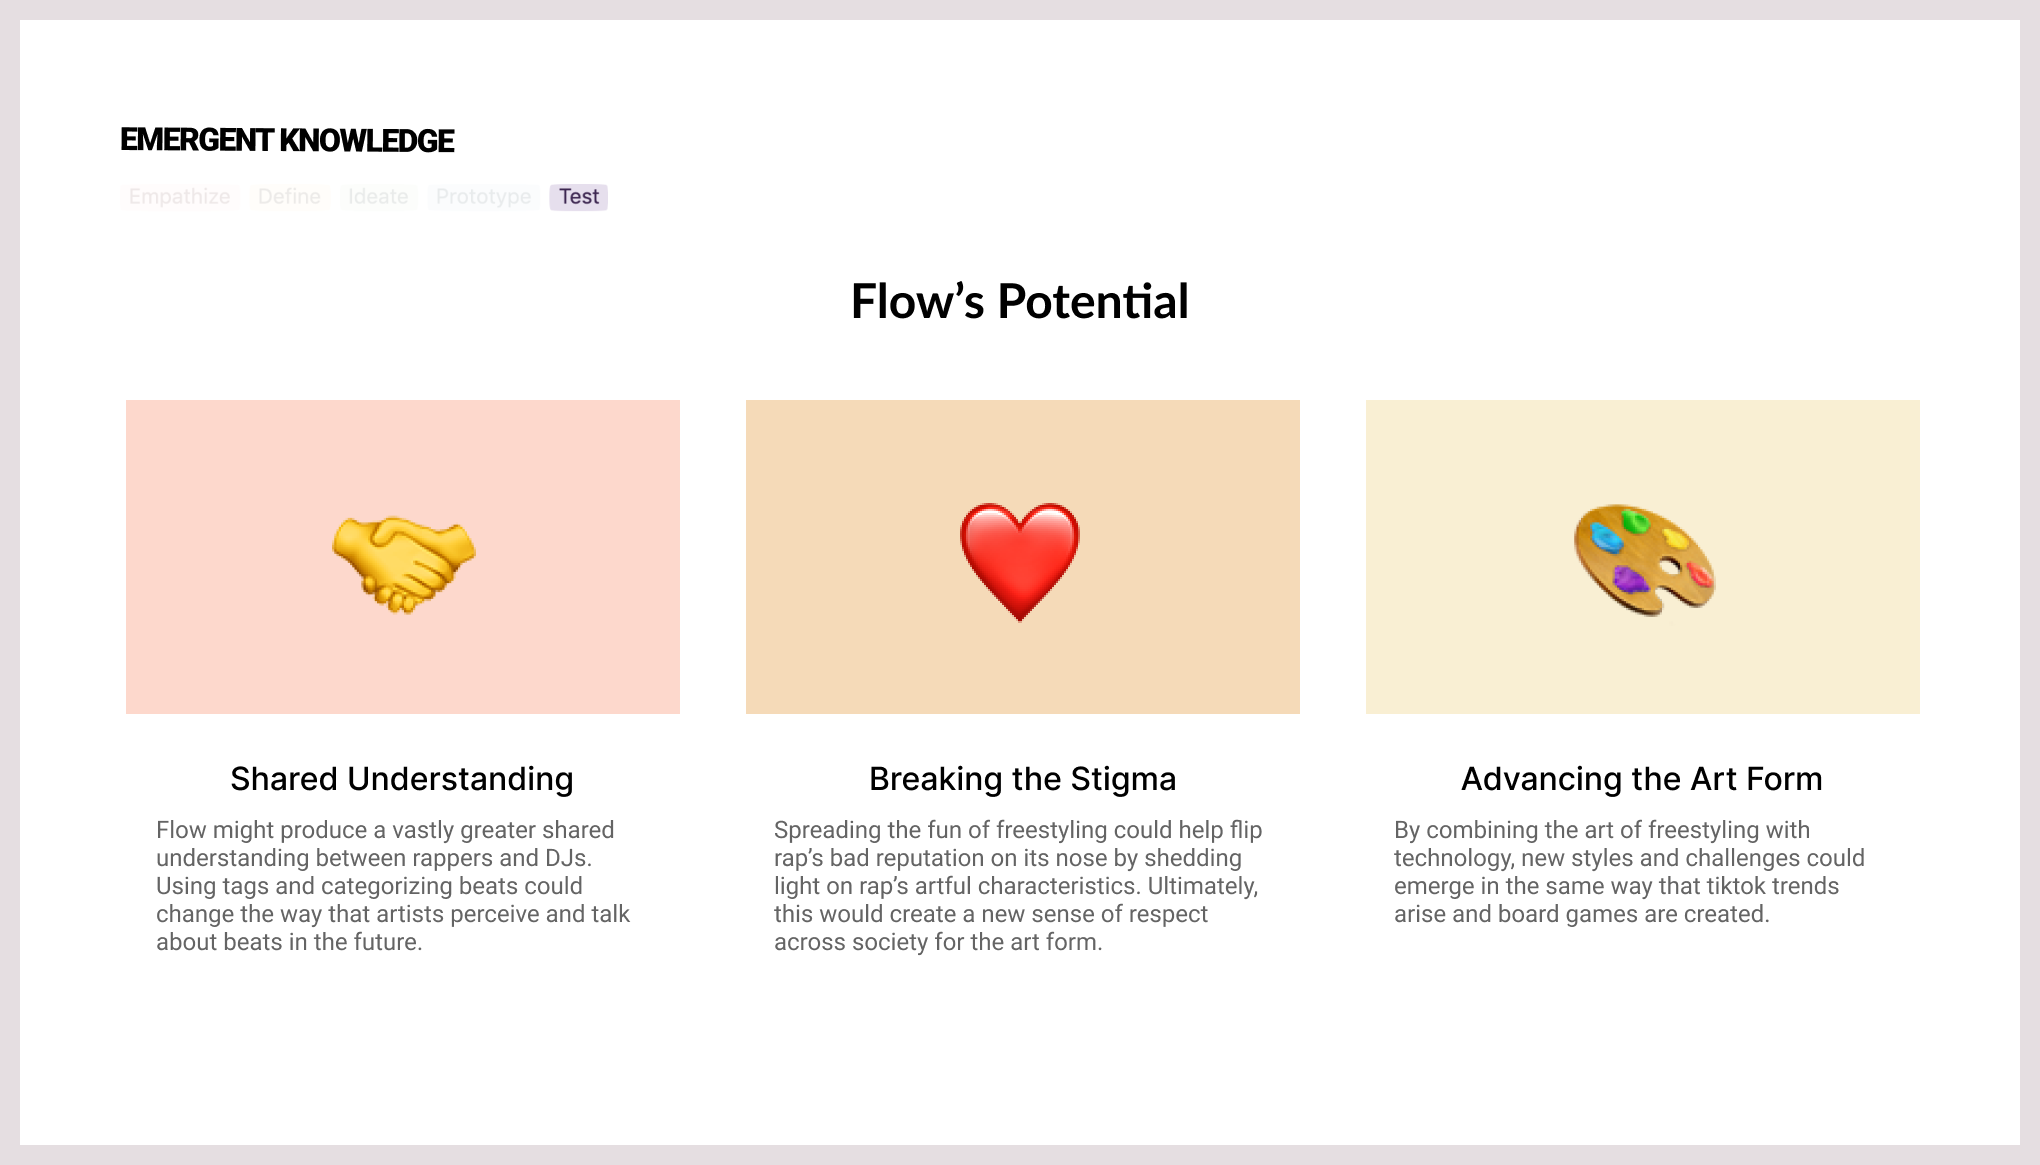 EMERGENT KNOWLEDGE
Empathize Define Ideate Prototype Test
Flow’s Potential
Shared Understanding
Flow might produce a vastly greater shared
understanding between rappers and DJs.
Using tags and categorizing beats could
change the way that artists perceive and talk
about beats in the future.
Breaking the Stigma
Spreading the fun of freestyling could help flip
rap’s bad reputation on its nose by shedding
light on rap’s artful characteristics. Ultimately,
this would create a new sense of respect
across society for the art form.
Advancing the Art Form
By combining the art of freestyling with
technology, new styles and challenges could
emerge in the same way that tiktok trends
arise and board games are created.